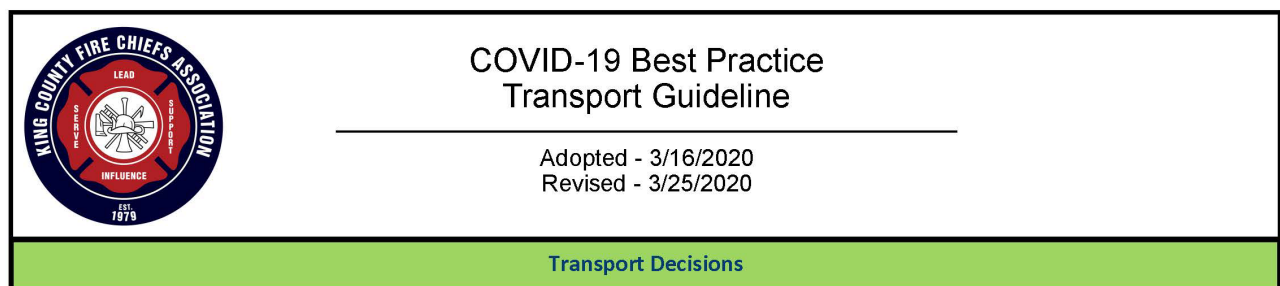 KING COUNTY FIRE CHIEFS ASSOCIATION
LEAD
SERVE
SUPPORT
INFLUENCE
EST.
1979
COVID-19 Best Practice
Transport Guideline
Adopted - 3/16/2020
Revised - 3/25/2020
Transport Decisions